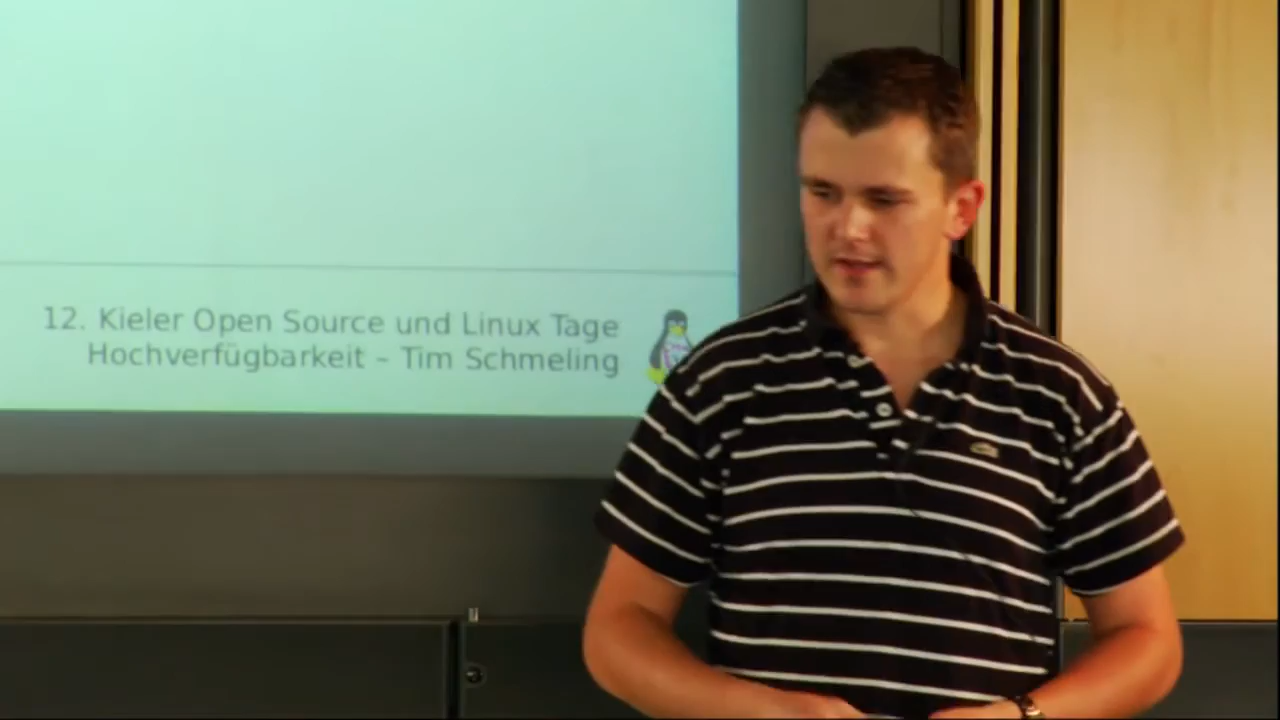 12. Kieler Open Source und Linux Tage
Hochverfügbarkeit – Tim Schmeling